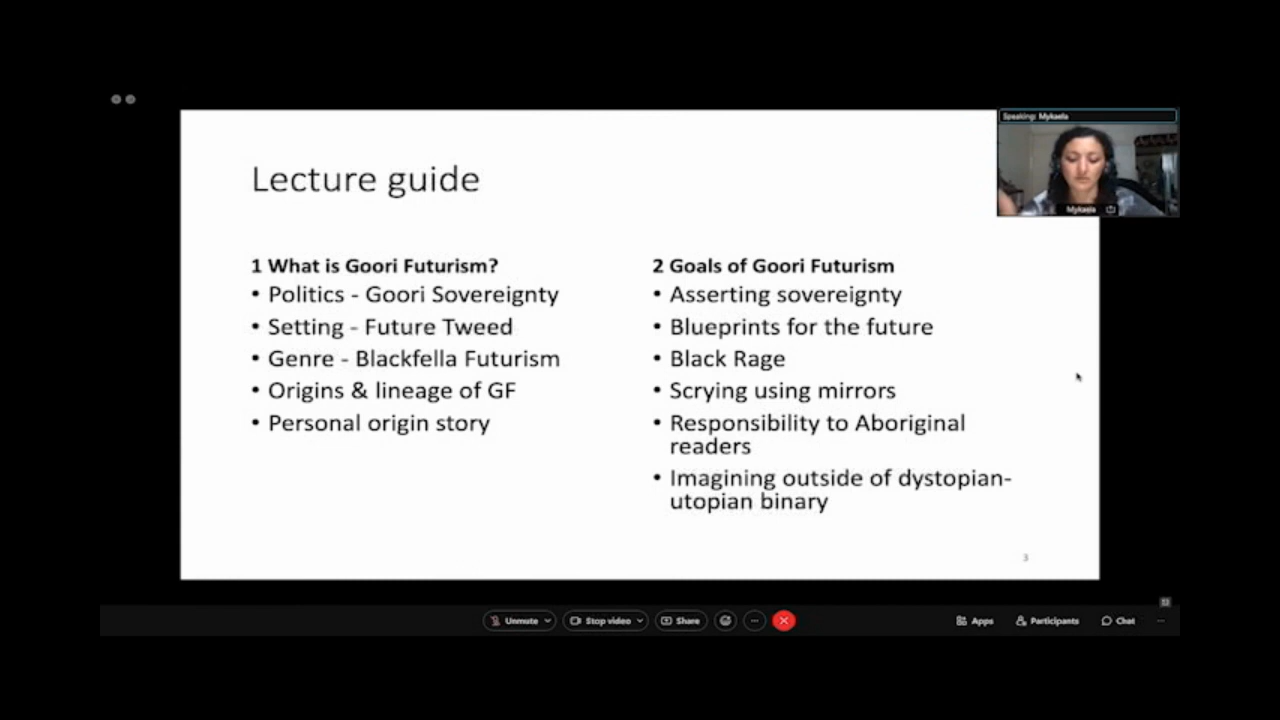 Speaking: Mykaela
Mykaela
Lecture guide
1 What is Goori Futurism?
• Politics - Goori Sovereignty
• Setting - Future Tweed
• Genre - Blackfella Futurism
• Origins & lineage of GF
• Personal origin story
2 Goals of Goori Futurism
• Asserting sovereignty
• Blueprints for the future
• Black Rage
• Scrying using mirrors
• Responsibility to Aboriginal
readers
• Imagining outside of dystopian-
utopian binary
3
Unmute
Stop video
Share
Apps
Participants
Chat